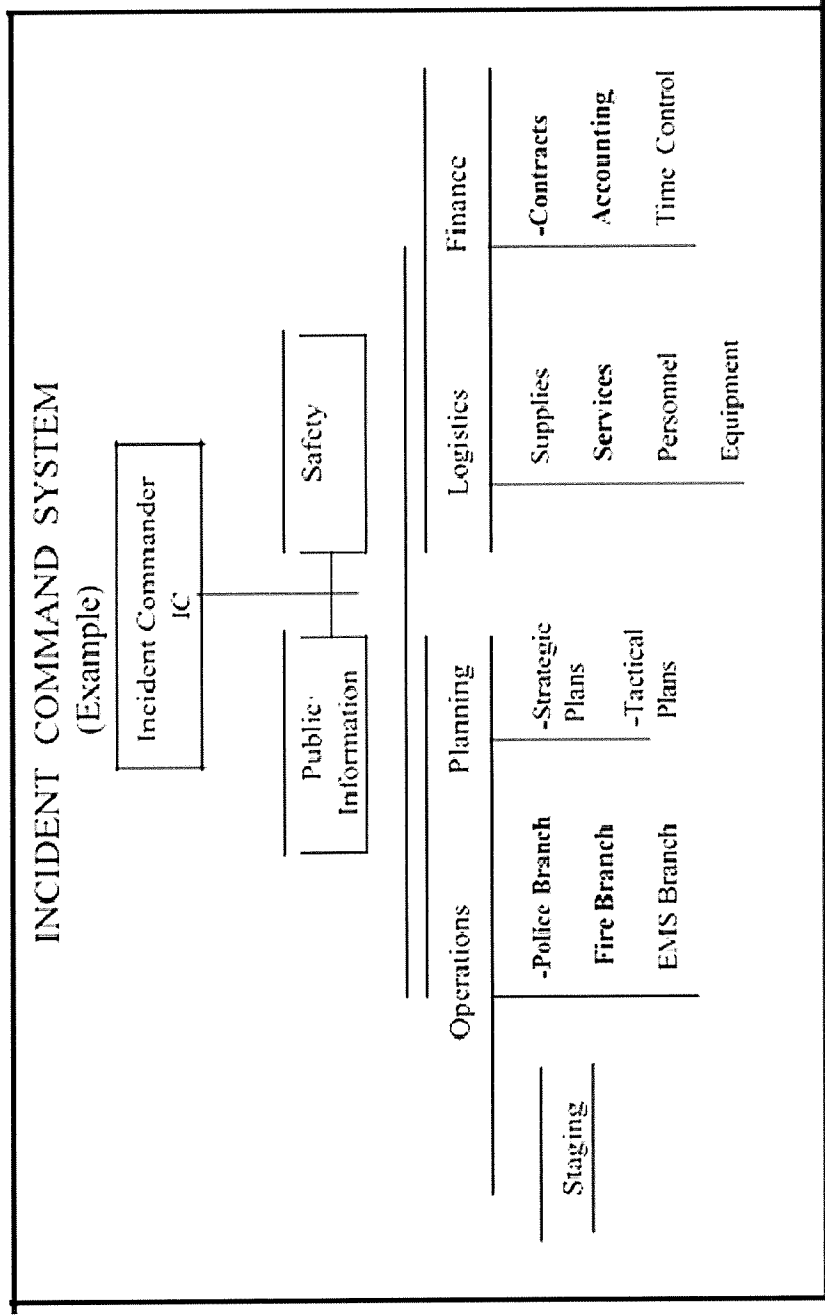 INCIDENT COMMAND SYSTEM
(Example)
Incident Commander
IC
Public
Information
Safety
Operations
Planning
Logistics
Finance
Staging
-Police Branch
Fire Branch
EMS Branch
-Strategic
Plans
-Tactical
Plans
Supplies
Services
Personnel
Equipment
-Contracts
Accounting
Time Control